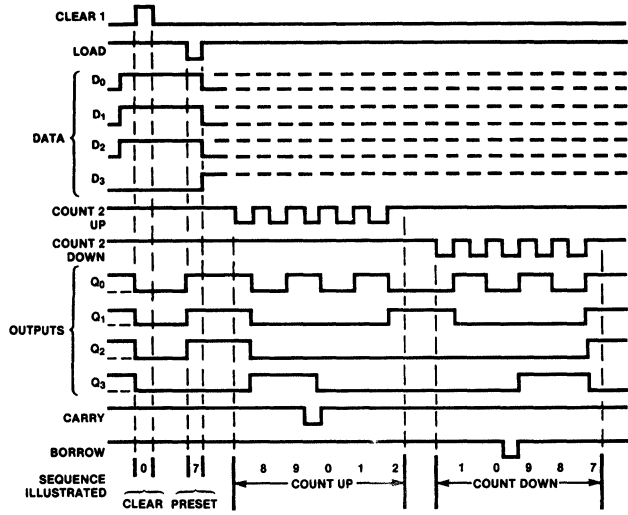 CLEAR 1
LOAD
D0
D1
DATA
D2
D3
COUNT 2
UP
COUNT 2
DOWN
Q0
Q1
OUTPUTS
Q2
Q3
CARRY
BORROW
SEQUENCE
ILLUSTRATED
0 7 8 9 0 1 2 1 0 9 8 7
COUNT UP COUNT DOWN
CLEAR PRESET